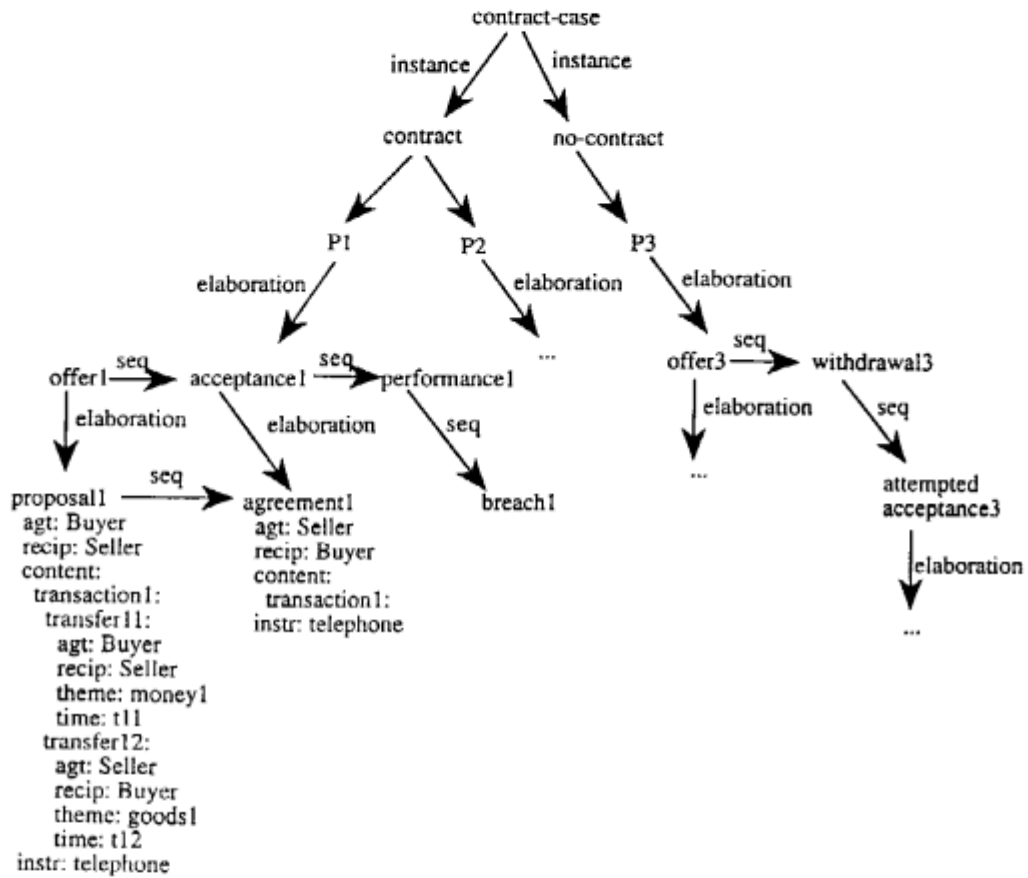 contract-case
instance
instance
contract
no-contract
P1
P2
P3
elaboration
elaboration
elaboration
...
offer1
seq
acceptance1
seq
performance1
offer3
seq
withdrawal3
elaboration
elaboration
seq
elaboration
seq
...
proposal1
seq
agreement1
breach1
attempted
acceptance3
agt: Buyer
recip: Seller
content:
transaction1:
transfer11:
agt: Buyer
recip: Seller
theme: money1
time: t11
transfer12:
agt: Seller
recip: Buyer
theme: goods1
time: t12
instr: telephone
agt: Seller
recip: Buyer
content:
transaction1:
instr: telephone
elaboration
...